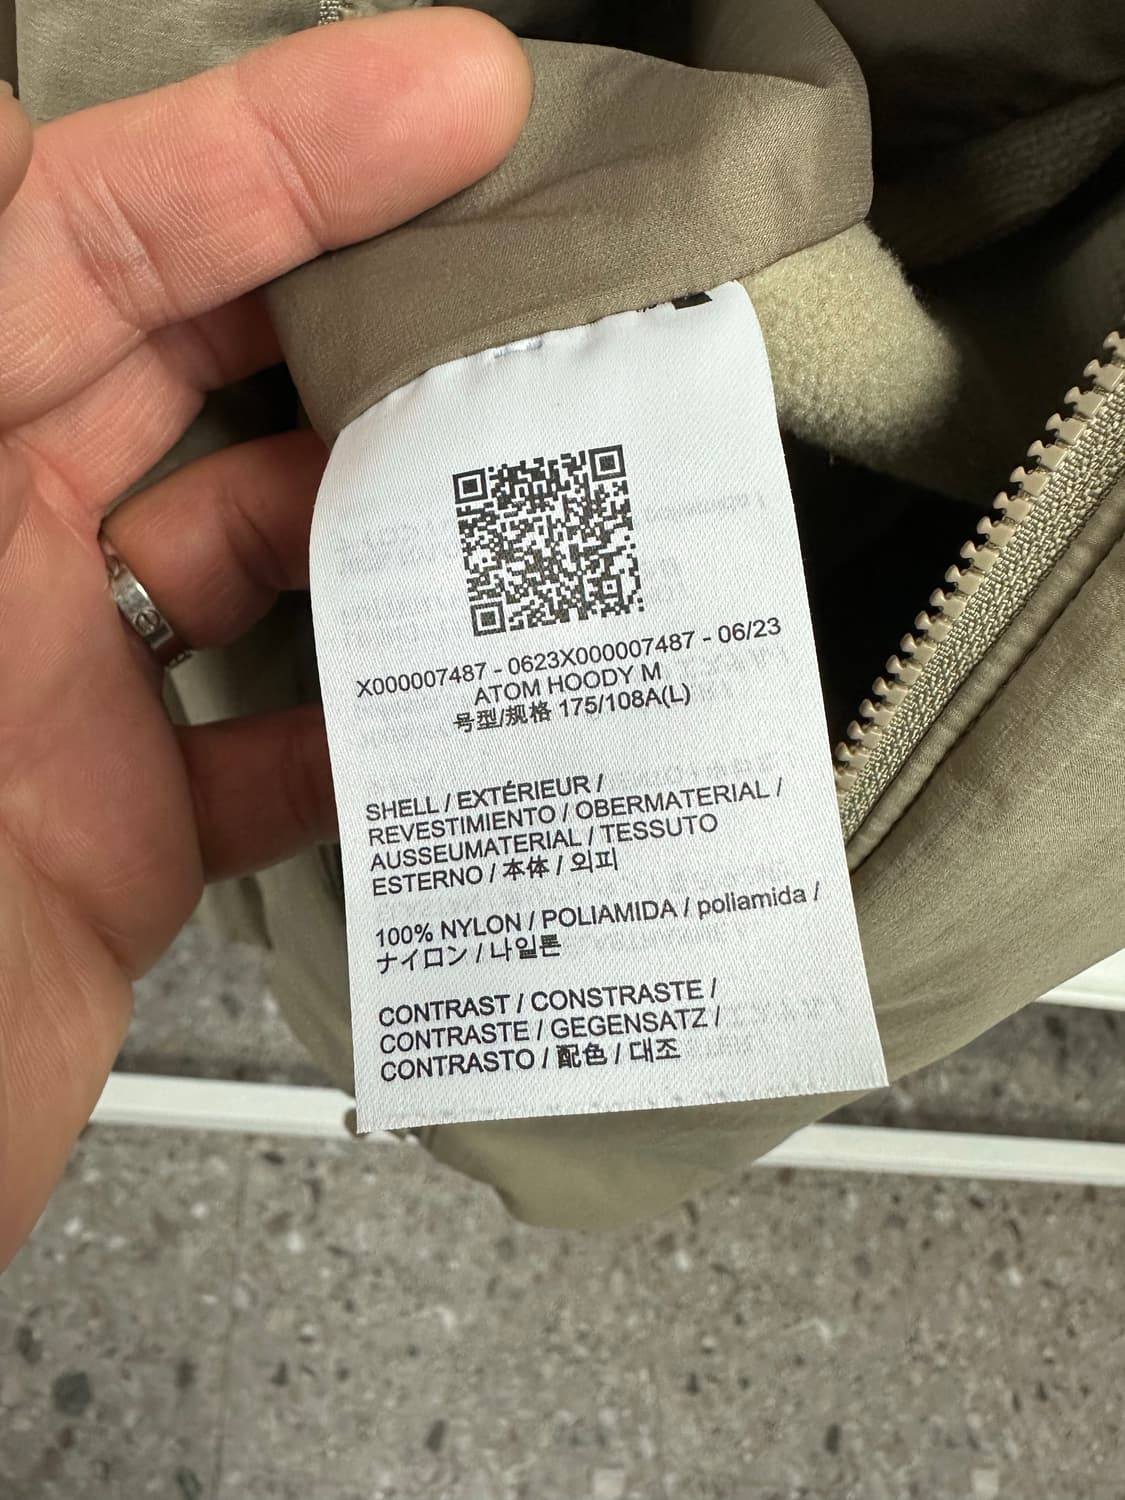 X000007487 - 0623X000007487 - 06/23
ATOM HOODY M
号型/规格 175/108A(L)
SHELL / EXTÉRIEUR /
REVESTIMIENTO / OBERMATERIAL /
AUSSEUMATERIAL / TESSUTO
ESTERNO / 本体 / 외피
100% NYLON / POLIAMIDA / poliamida /
ナイロン / 나일론
CONTRAST / CONSTRASTE /
CONTRASTE / GEGENSATZ /
CONTRASTO / 配色 / 대조